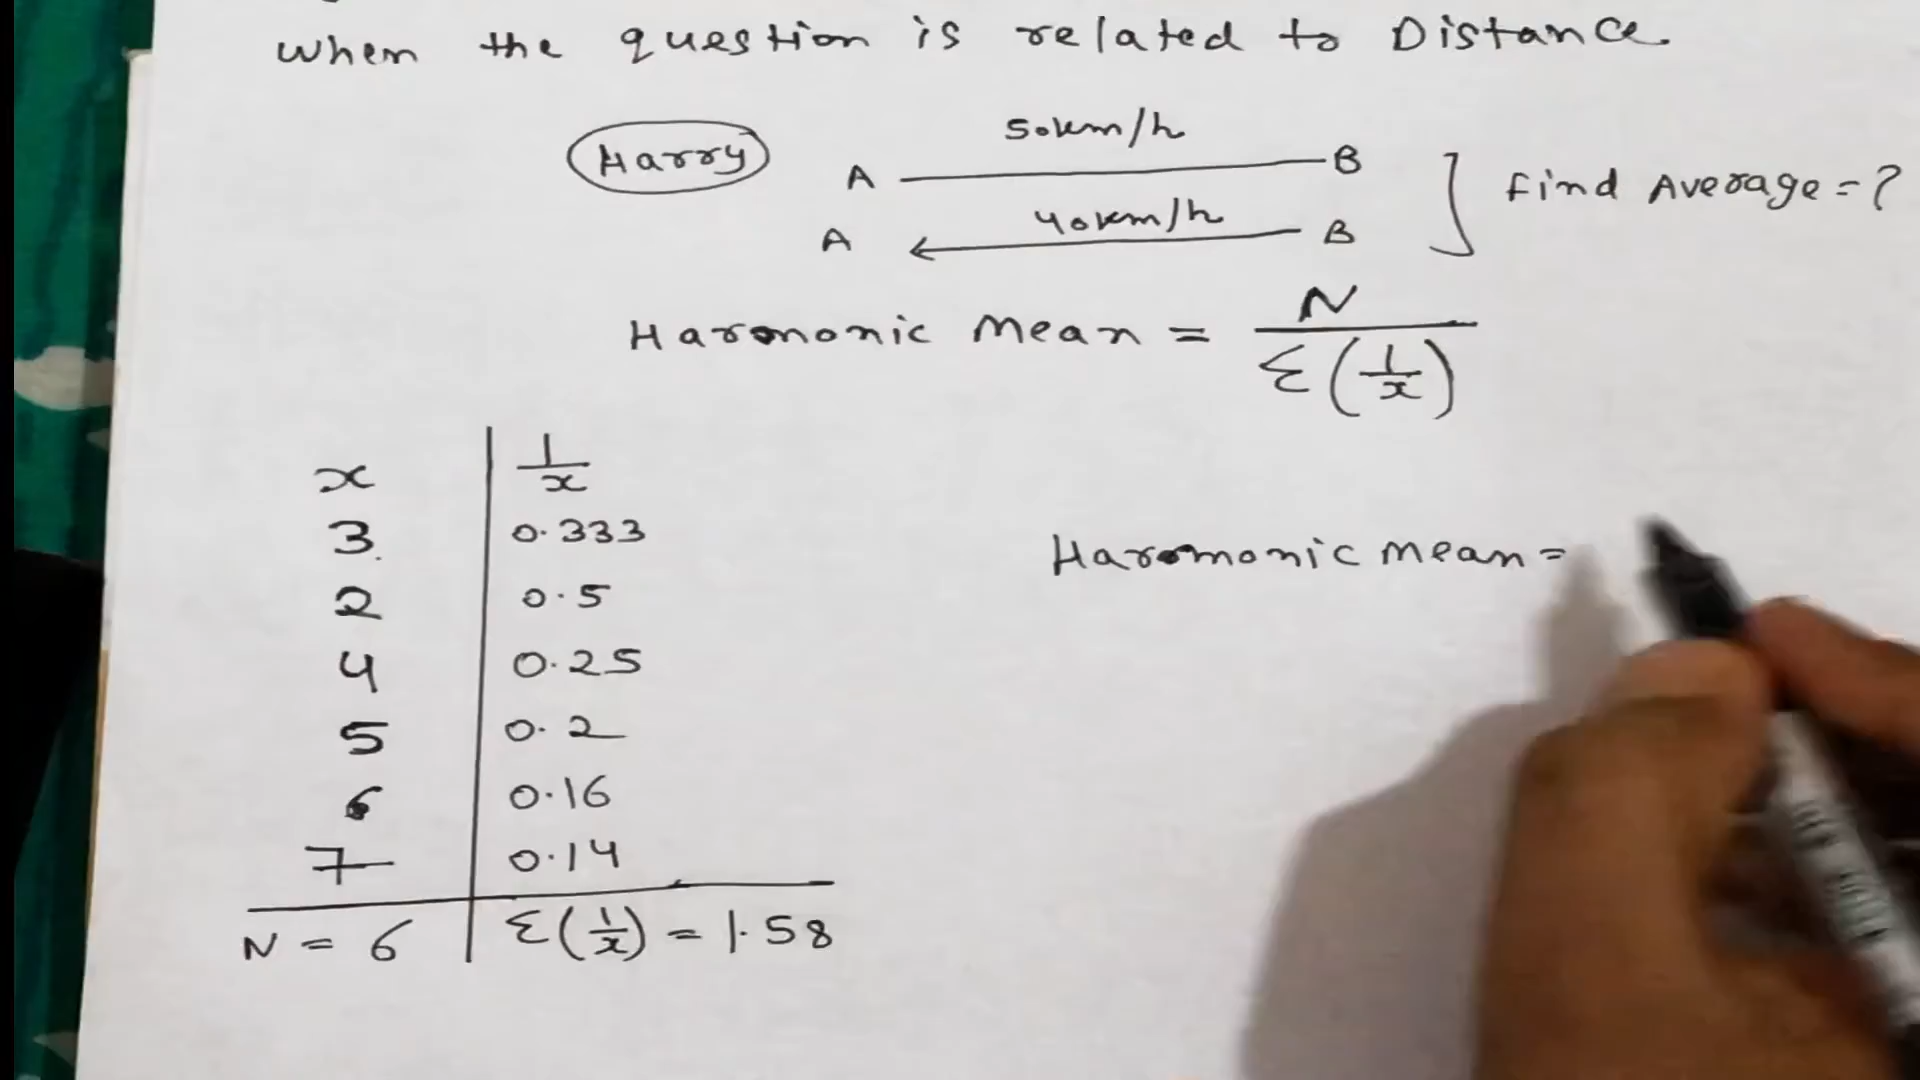 When the question is related to Distance.
Harry
A 50km/h B
A 40km/h B
] Find Average = ?
Harmonic Mean = N / Σ(1/x)
x | 1/x
3 | 0.333
2 | 0.5
4 | 0.25
5 | 0.2
6 | 0.16
7 | 0.14
N = 6 | Σ(1/x) = 1.58
Harmonic Mean =